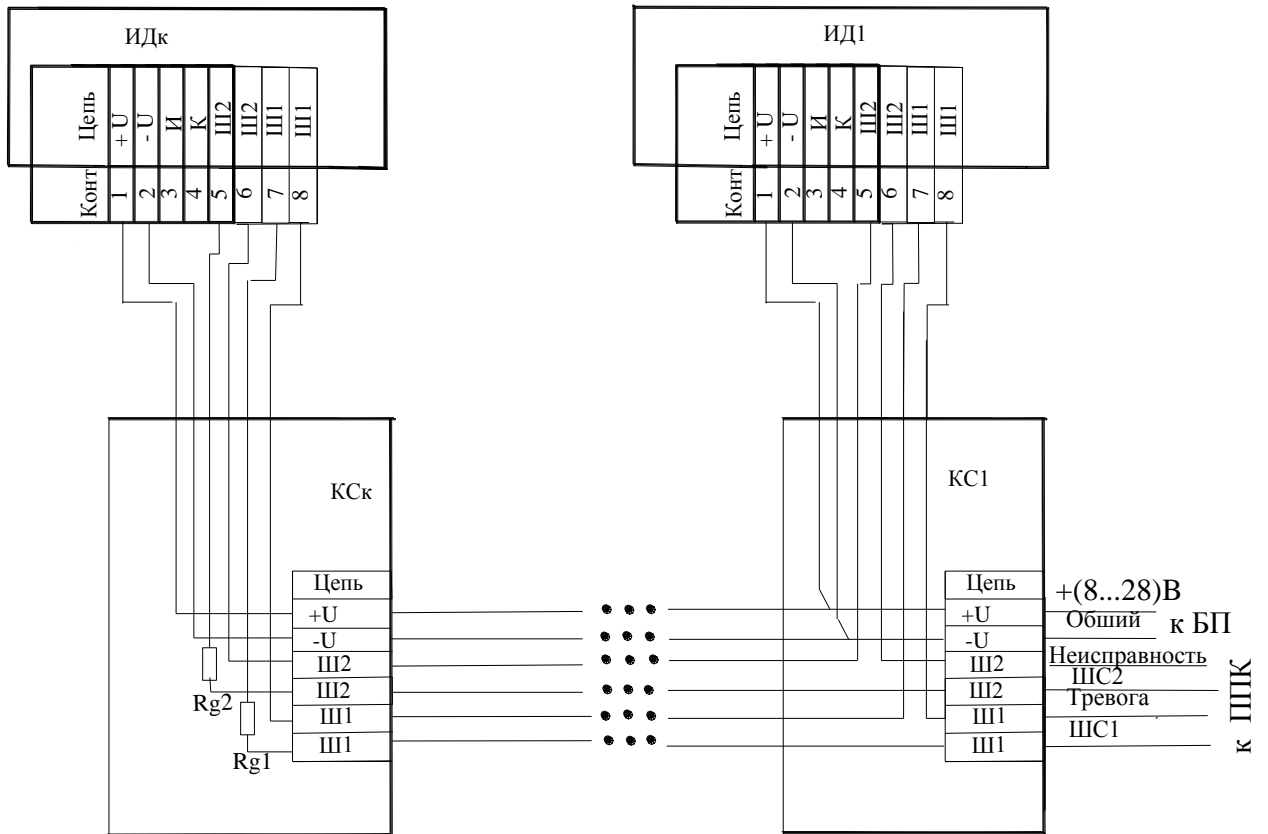 ИДк
Цепь
+ U
- U
И
К
Ш2
Ш2
Ш1
Ш1
Конт
1
2
3
4
5
6
7
8
ИД1
Цепь
+ U
- U
И
К
Ш2
Ш2
Ш1
Ш1
Конт
1
2
3
4
5
6
7
8
КСк
Цепь
+U
-U
Ш2
Ш2
Ш1
Ш1
Rg2
Rg1
КС1
Цепь
+U
-U
Ш2
Ш2
Ш1
Ш1
+(8...28)В
Обший
к БП
Неисправность
ШС2
Тревога
ШС1
к ППК